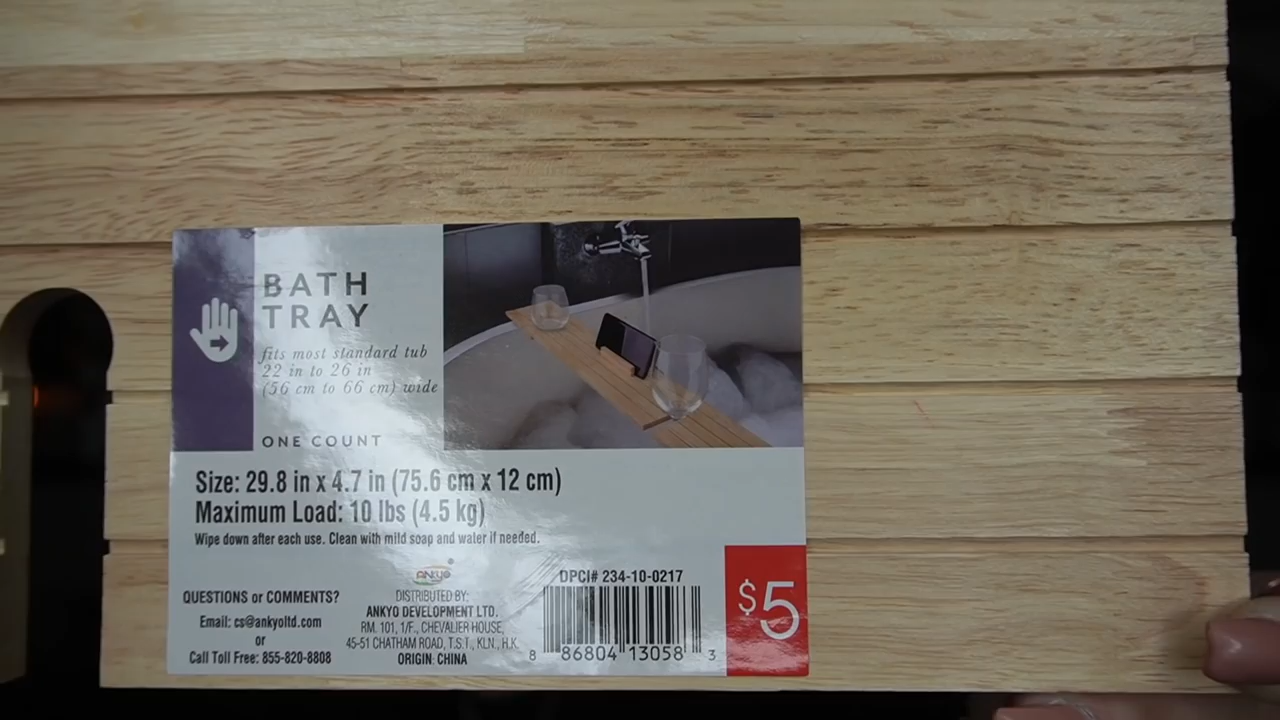 BATH
TRAY
fits most standard tub
22 in to 26 in
(56 cm to 66 cm) wide
ONE COUNT
Size: 29.8 in x 4.7 in (75.6 cm x 12 cm)
Maximum Load: 10 lbs (4.5 kg)
Wipe down after each use. Clean with mild soap and water if needed.
QUESTIONS or COMMENTS?
Email: cs@ankyoltd.com
or
Call Toll Free: 855-820-8808
ANKYO
DISTRIBUTED BY:
ANKYO DEVELOPMENT LTD.
RM. 101, 1/F., CHEVALIER HOUSE,
45-51 CHATHAM ROAD, T.S.T., KLN., H.K.
ORIGIN: CHINA
DPCI# 234-10-0217
8 86804 13058 3
$5